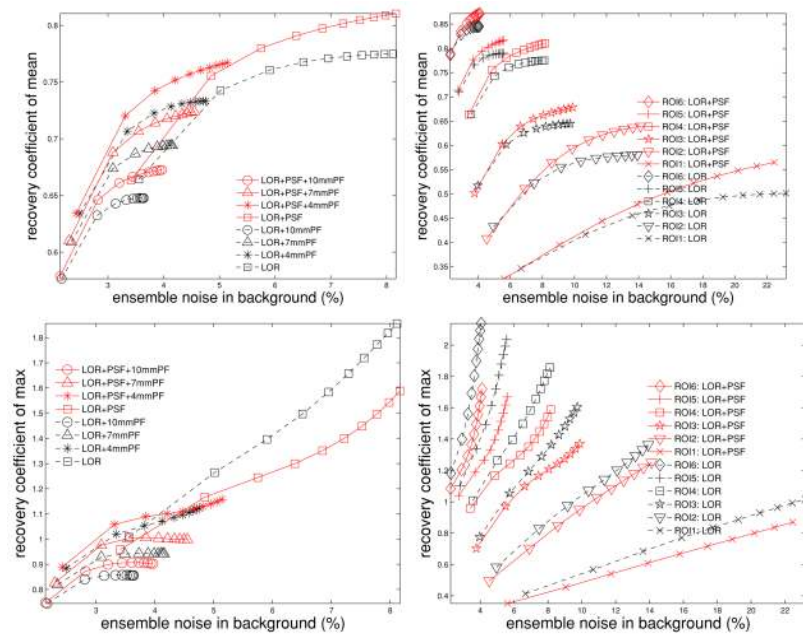 0.8
0.75
0.7
0.65
0.6
recovery coefficient of mean
LOR+PSF+10mmPF
LOR+PSF+7mmPF
LOR+PSF+4mmPF
LOR+PSF
LOR+10mmPF
LOR+7mmPF
LOR+4mmPF
LOR
3 4 5 6 7 8
ensemble noise in background (%)
0.85
0.8
0.75
0.7
0.65
0.6
0.55
0.5
0.45
0.4
0.35
recovery coefficient of mean
ROI6: LOR+PSF
ROI5: LOR+PSF
ROI4: LOR+PSF
ROI3: LOR+PSF
ROI2: LOR+PSF
ROI1: LOR+PSF
ROI6: LOR
ROI5: LOR
ROI4: LOR
ROI3: LOR
ROI2: LOR
ROI1: LOR
4 6 8 10 12 14 16 18 20 22
ensemble noise in background (%)
1.8
1.7
1.6
1.5
1.4
1.3
1.2
1.1
1
0.9
0.8
recovery coefficient of max
LOR+PSF+10mmPF
LOR+PSF+7mmPF
LOR+PSF+4mmPF
LOR+PSF
LOR+10mmPF
LOR+7mmPF
LOR+4mmPF
LOR
3 4 5 6 7 8
ensemble noise in background (%)
2
1.8
1.6
1.4
1.2
1
0.8
0.6
0.4
recovery coefficient of max
ROI6: LOR+PSF
ROI5: LOR+PSF
ROI4: LOR+PSF
ROI3: LOR+PSF
ROI2: LOR+PSF
ROI1: LOR+PSF
ROI6: LOR
ROI5: LOR
ROI4: LOR
ROI3: LOR
ROI2: LOR
ROI1: LOR
4 6 8 10 12 14 16 18 20 22
ensemble noise in background (%)